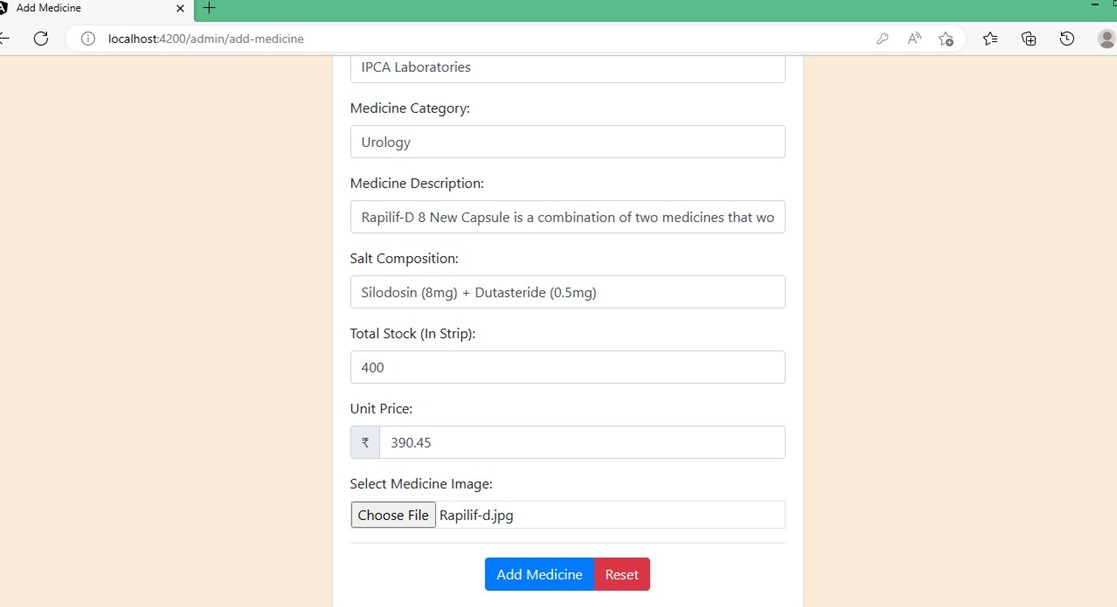 Add Medicine
localhost:4200/admin/add-medicine
IPCA Laboratories
Medicine Category:
Urology
Medicine Description:
Rapilif-D 8 New Capsule is a combination of two medicines that wo
Salt Composition:
Silodosin (8mg) + Dutasteride (0.5mg)
Total Stock (In Strip):
400
Unit Price:
₹ 390.45
Select Medicine Image:
Choose File Rapilif-d.jpg
Add Medicine Reset